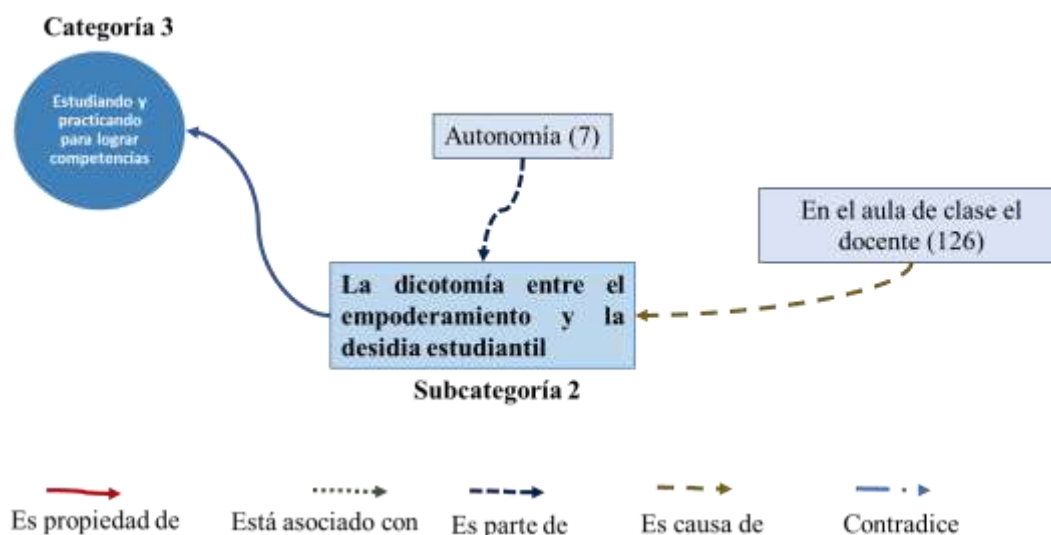 Categoría 3
Estudiando y
practicando
para lograr
competencias
Autonomía (7)
En el aula de clase el
docente (126)
La dicotomía entre el
empoderamiento y la
desidia estudiantil
Subcategoría 2
Es propiedad de
Está asociado con
Es parte de
Es causa de
Contradice